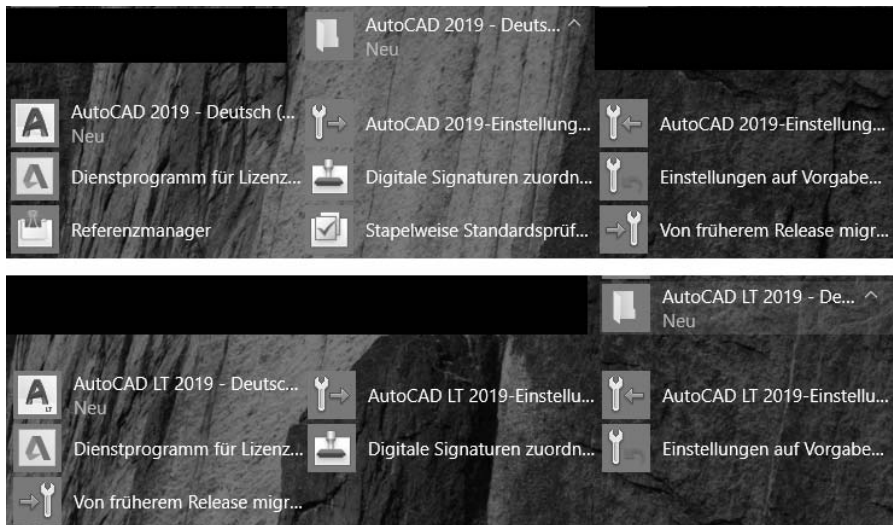 AutoCAD 2019 - Deuts...
Neu
AutoCAD 2019 - Deutsch (...
Neu
AutoCAD 2019-Einstellung...
AutoCAD 2019-Einstellung...
Dienstprogramm für Lizenz...
Digitale Signaturen zuordn...
Einstellungen auf Vorgabe...
Referenzmanager
Stapelweise Standardsprüf...
Von früherem Release migr...
AutoCAD LT 2019 - De...
Neu
AutoCAD LT 2019 - Deutsc...
Neu
AutoCAD LT 2019-Einstellu...
AutoCAD LT 2019-Einstellu...
Dienstprogramm für Lizenz...
Digitale Signaturen zuordn...
Einstellungen auf Vorgabe...
Von früherem Release migr...